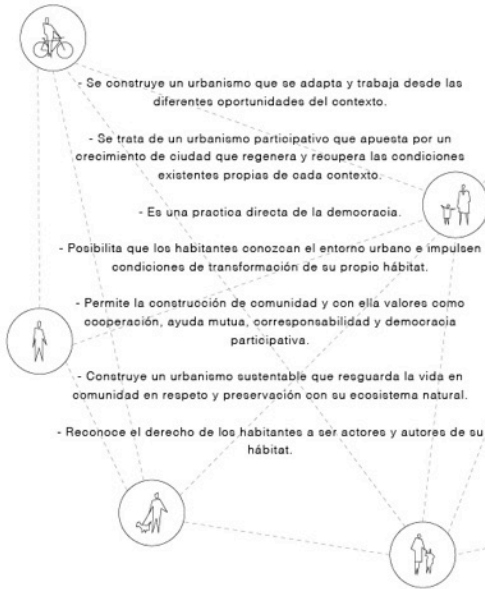 - Se construye un urbanismo que se adapta y trabaja desde las
diferentes oportunidades del contexto.
- Se trata de un urbanismo participativo que apuesta por un
crecimiento de ciudad que regenera y recupera las condiciones
existentes propias de cada contexto.
- Es una practica directa de la democracia.
- Posibilita que los habitantes conozcan el entorno urbano e impulsen
condiciones de transformación de su propio hábitat.
- Permite la construcción de comunidad y con ella valores como
cooperación, ayuda mutua, corresponsabilidad y democracia
participativa.
- Construye un urbanismo sustentable que resguarda la vida en
comunidad en respeto y preservación con su ecosistema natural.
- Reconoce el derecho de los habitantes a ser actores y autores de su
hábitat.